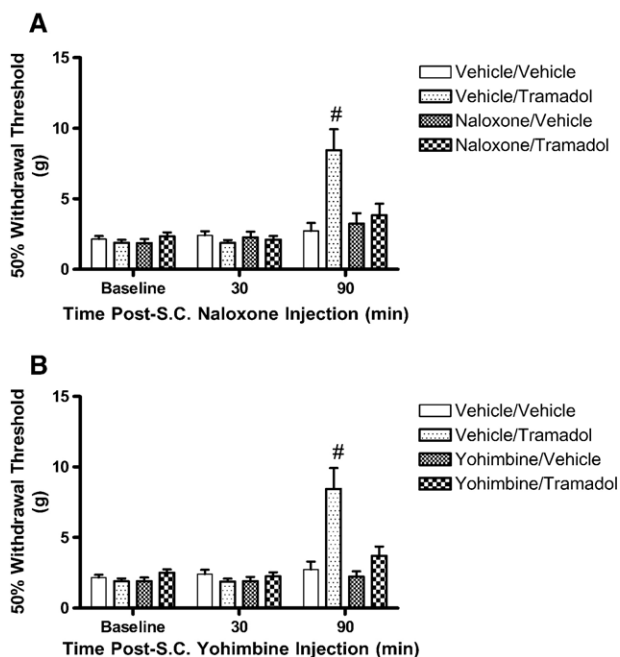 A
15
10
5
0
50% Withdrawal Threshold
(g)
#
Baseline 30 90
Time Post-S.C. Naloxone Injection (min)
Vehicle/Vehicle
Vehicle/Tramadol
Naloxone/Vehicle
Naloxone/Tramadol
B
15
10
5
0
50% Withdrawal Threshold
(g)
#
Baseline 30 90
Time Post-S.C. Yohimbine Injection (min)
Vehicle/Vehicle
Vehicle/Tramadol
Yohimbine/Vehicle
Yohimbine/Tramadol